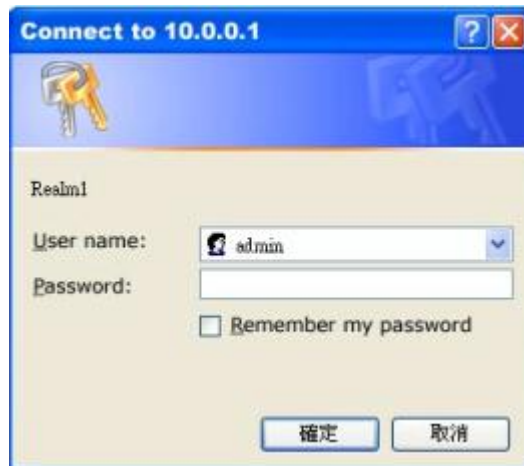 Connect to 10.0.0.1
Realm1
User name:
admin
Password:
Remember my password
確定
取消